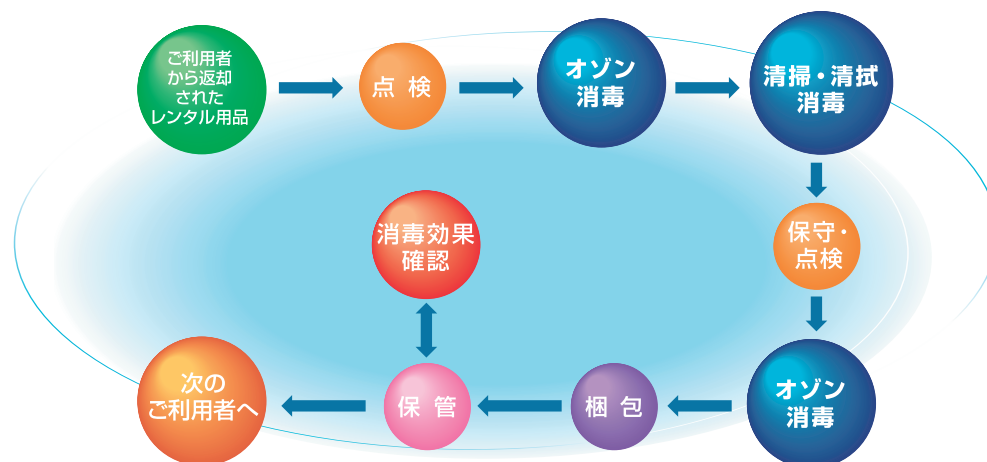 ご利用者
から返却
された
レンタル用品
点 検
オゾン
消毒
清掃・清拭
消毒
保守・
点検
オゾン
消毒
梱 包
保 管
消毒効果
確認
次の
ご利用者へ